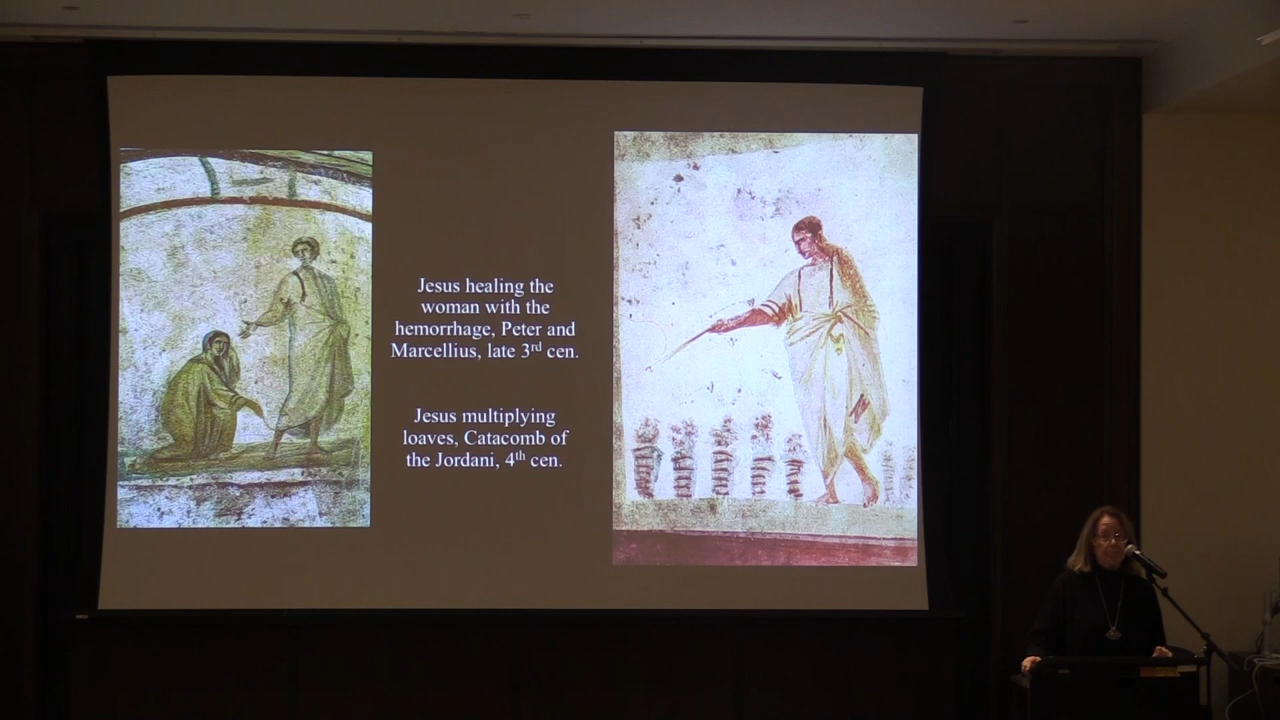 Jesus healing the
woman with the
hemorrhage, Peter and
Marcellius, late 3rd cen.
Jesus multiplying
loaves, Catacomb of
the Jordani, 4th cen.